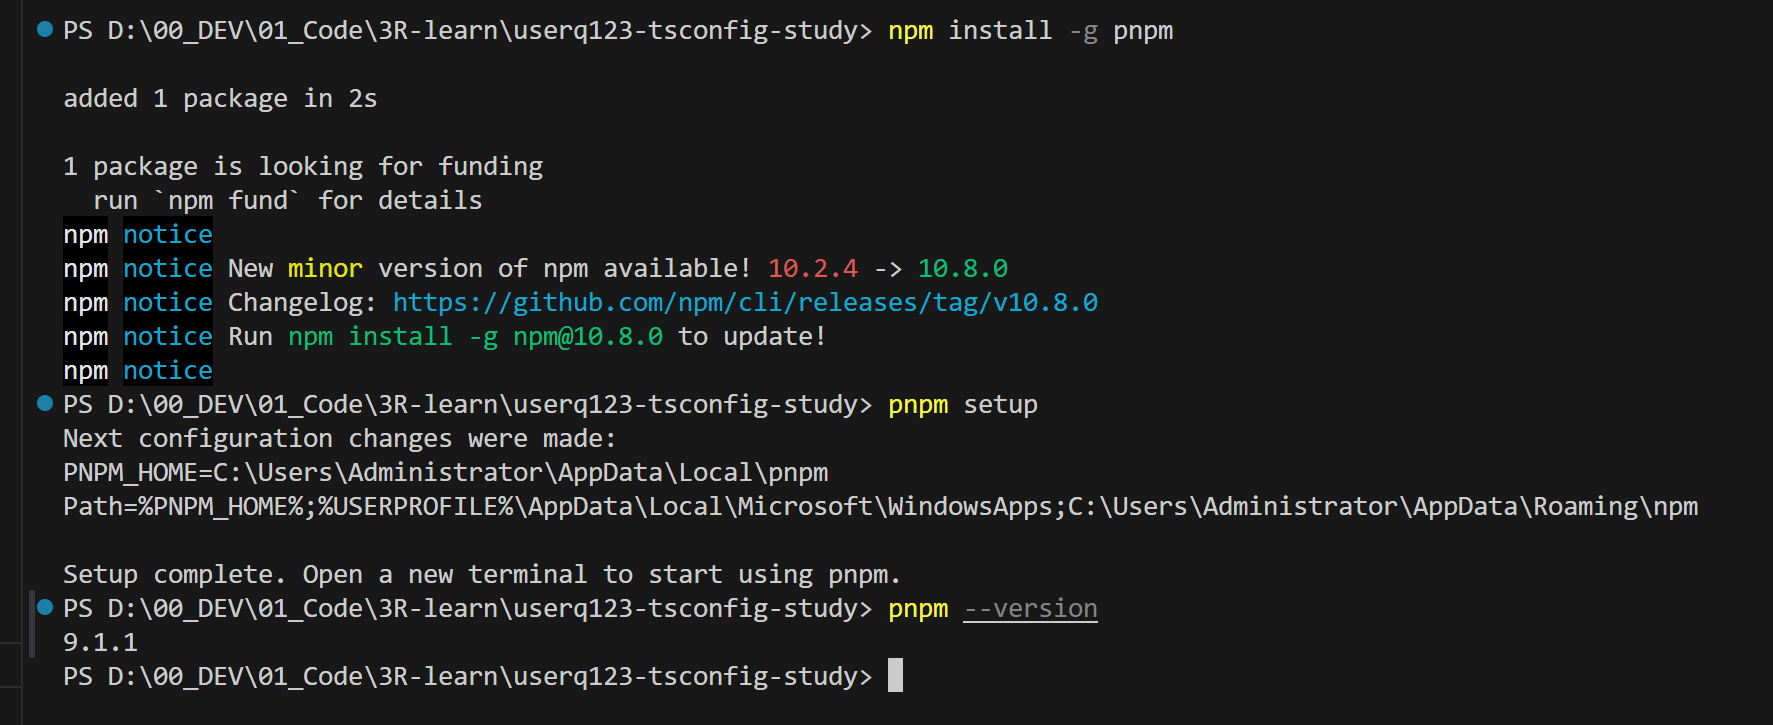 PS D:\00_DEV\01_Code\3R-learn\userq123-tsconfig-study> npm install -g pnpm
added 1 package in 2s
1 package is looking for funding
  run `npm fund` for details
npm notice
npm notice New minor version of npm available! 10.2.4 -> 10.8.0
npm notice Changelog: https://github.com/npm/cli/releases/tag/v10.8.0
npm notice Run npm install -g npm@10.8.0 to update!
npm notice
PS D:\00_DEV\01_Code\3R-learn\userq123-tsconfig-study> pnpm setup
Next configuration changes were made:
PNPM_HOME=C:\Users\Administrator\AppData\Local\pnpm
Path=%PNPM_HOME%;%USERPROFILE%\AppData\Local\Microsoft\WindowsApps;C:\Users\Administrator\AppData\Roaming\npm
Setup complete. Open a new terminal to start using pnpm.
PS D:\00_DEV\01_Code\3R-learn\userq123-tsconfig-study> pnpm --version
9.1.1
PS D:\00_DEV\01_Code\3R-learn\userq123-tsconfig-study>